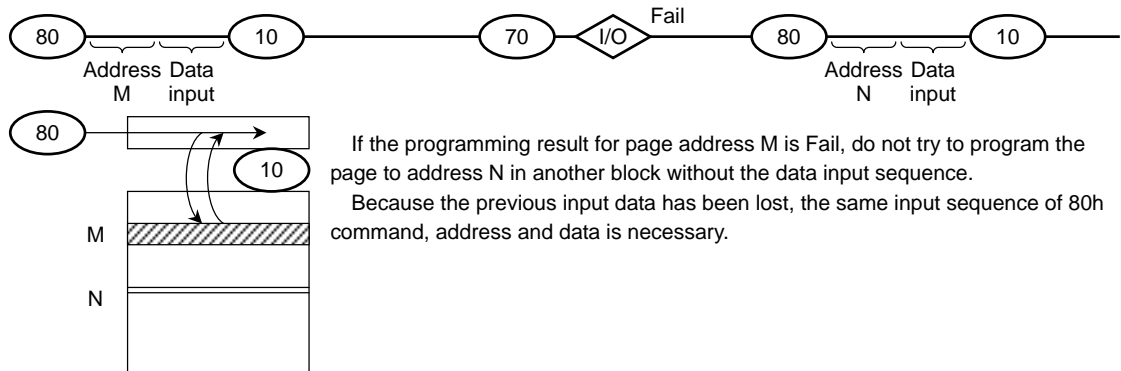 Fail
80 10 70 I/O 80 10
Address Data Address Data
M input N input
80
If the programming result for page address M is Fail, do not try to program the
10
page to address N in another block without the data input sequence.
Because the previous input data has been lost, the same input sequence of 80h
command, address and data is necessary.
M
N